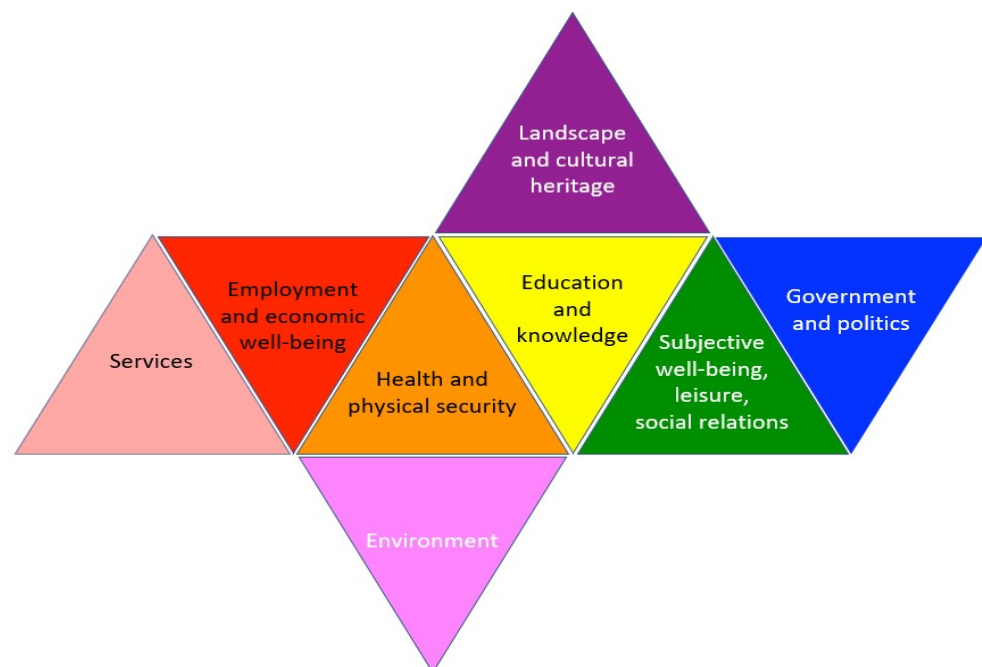 Landscape
and cultural
heritage
Services
Employment
and economic
well-being
Health and
physical security
Education
and
knowledge
Subjective
well-being,
leisure,
social relations
Government
and politics
Environment